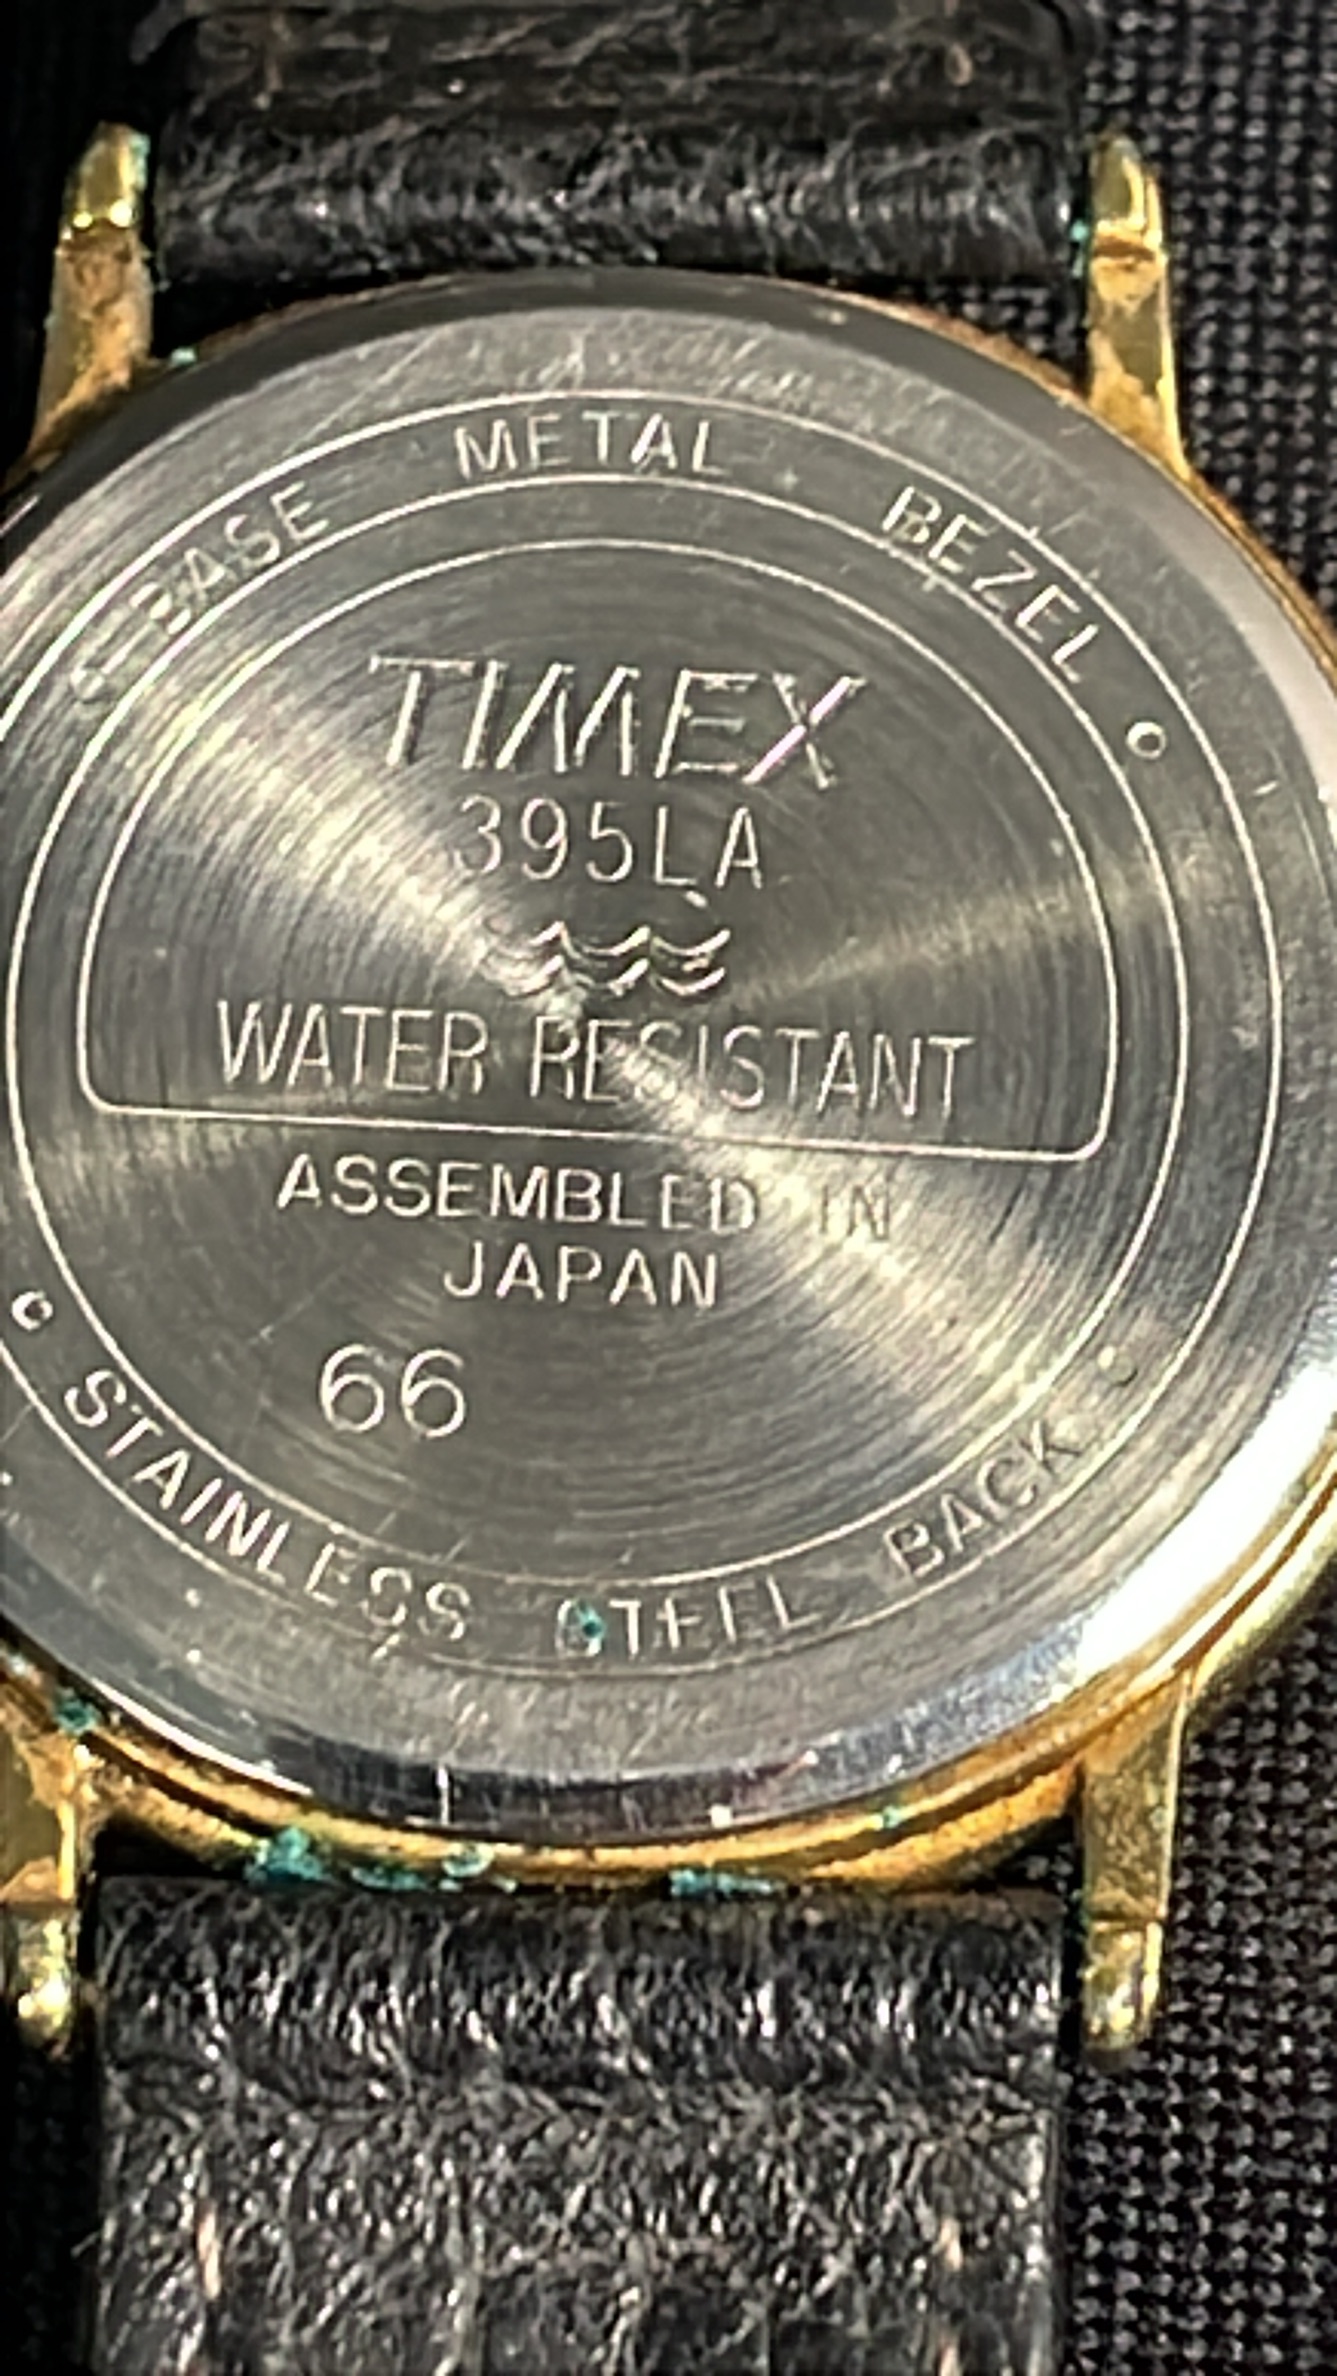 BASE METAL BEZEL
TIMEX
395LA
WATER RESISTANT
ASSEMBLED IN
JAPAN
66
STAINLESS STEEL BACK